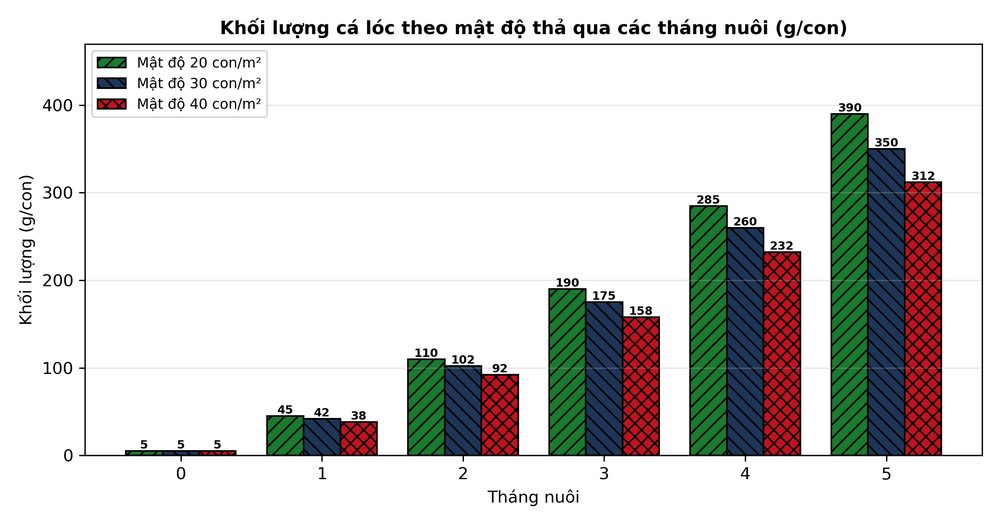 Khối lượng cá lóc theo mật độ thả qua các tháng nuôi (g/con)
Mật độ 20 con/m²
Mật độ 30 con/m²
Mật độ 40 con/m²
Khối lượng (g/con)
400
300
200
100
0
5 5 5
45 42 38
110 102 92
190 175 158
285 260 232
390 350 312
0 1 2 3 4 5
Tháng nuôi